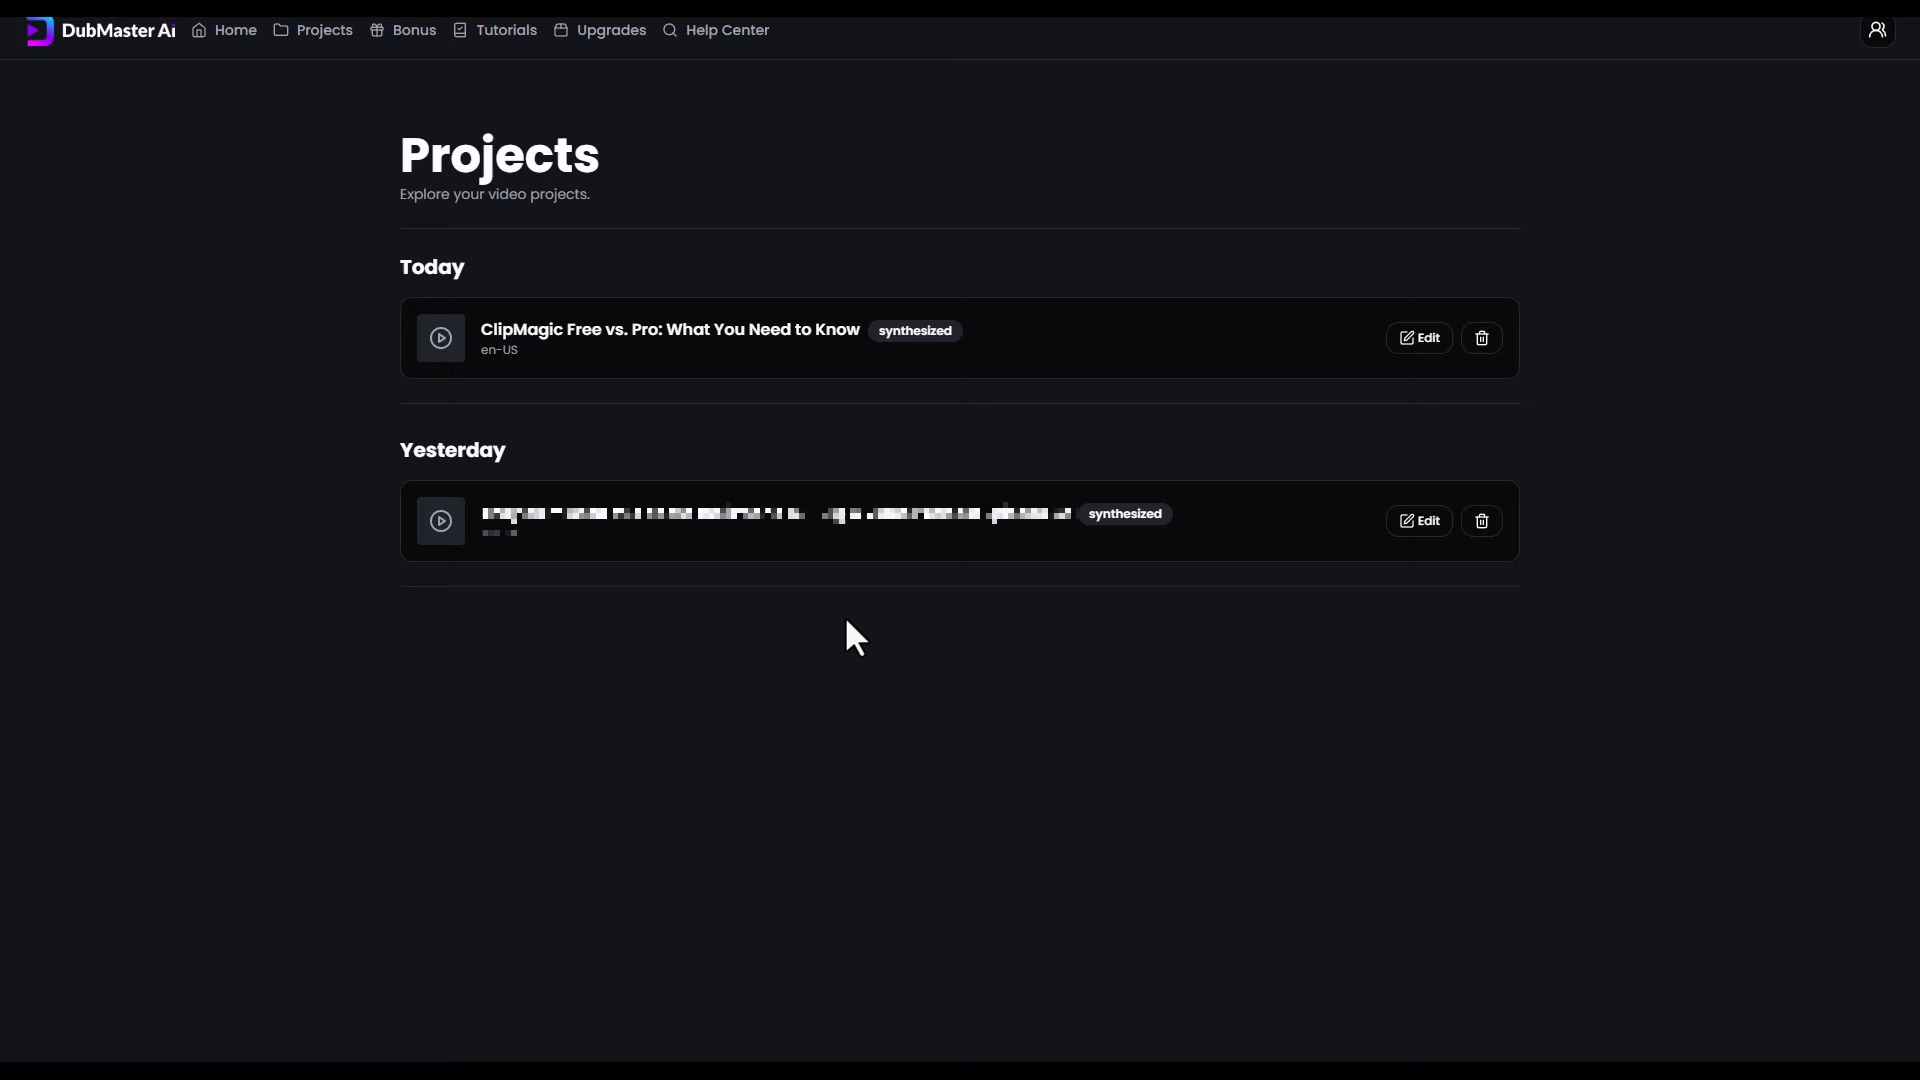 DubMaster Ai Home Projects Bonus Tutorials Upgrades Help Center
Projects
Explore your video projects.
Today
ClipMagic Free vs. Pro: What You Need to Know synthesized
en-US
Edit
Yesterday
synthesized
Edit